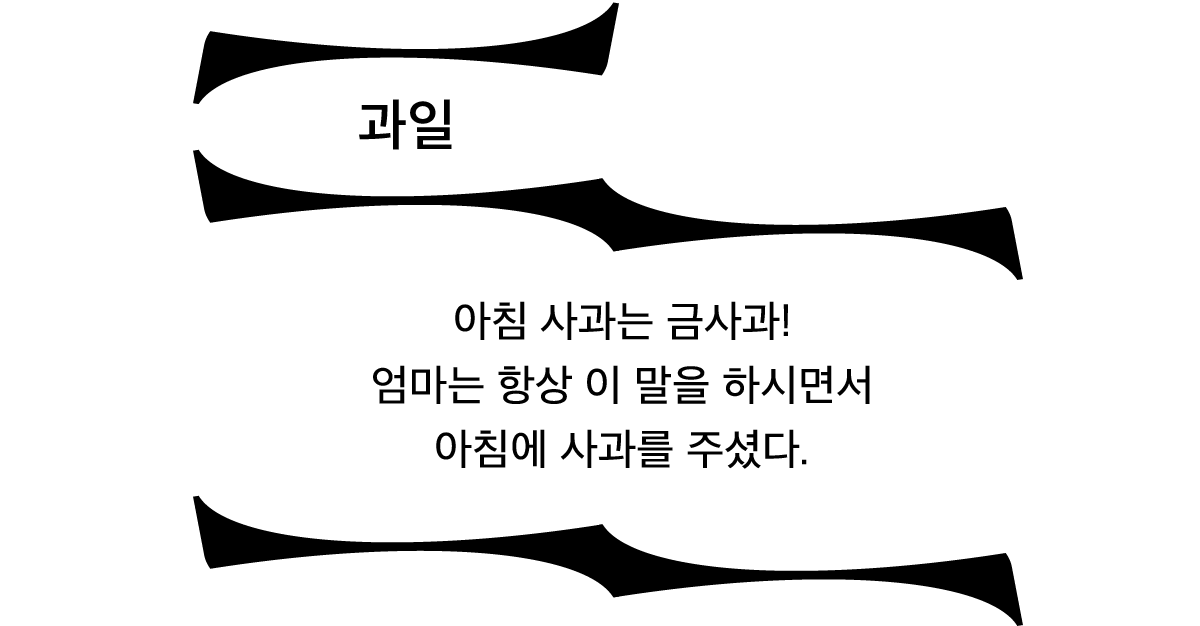 과일
아침 사과는 금사과!
엄마는 항상 이 말을 하시면서
아침에 사과를 주셨다.